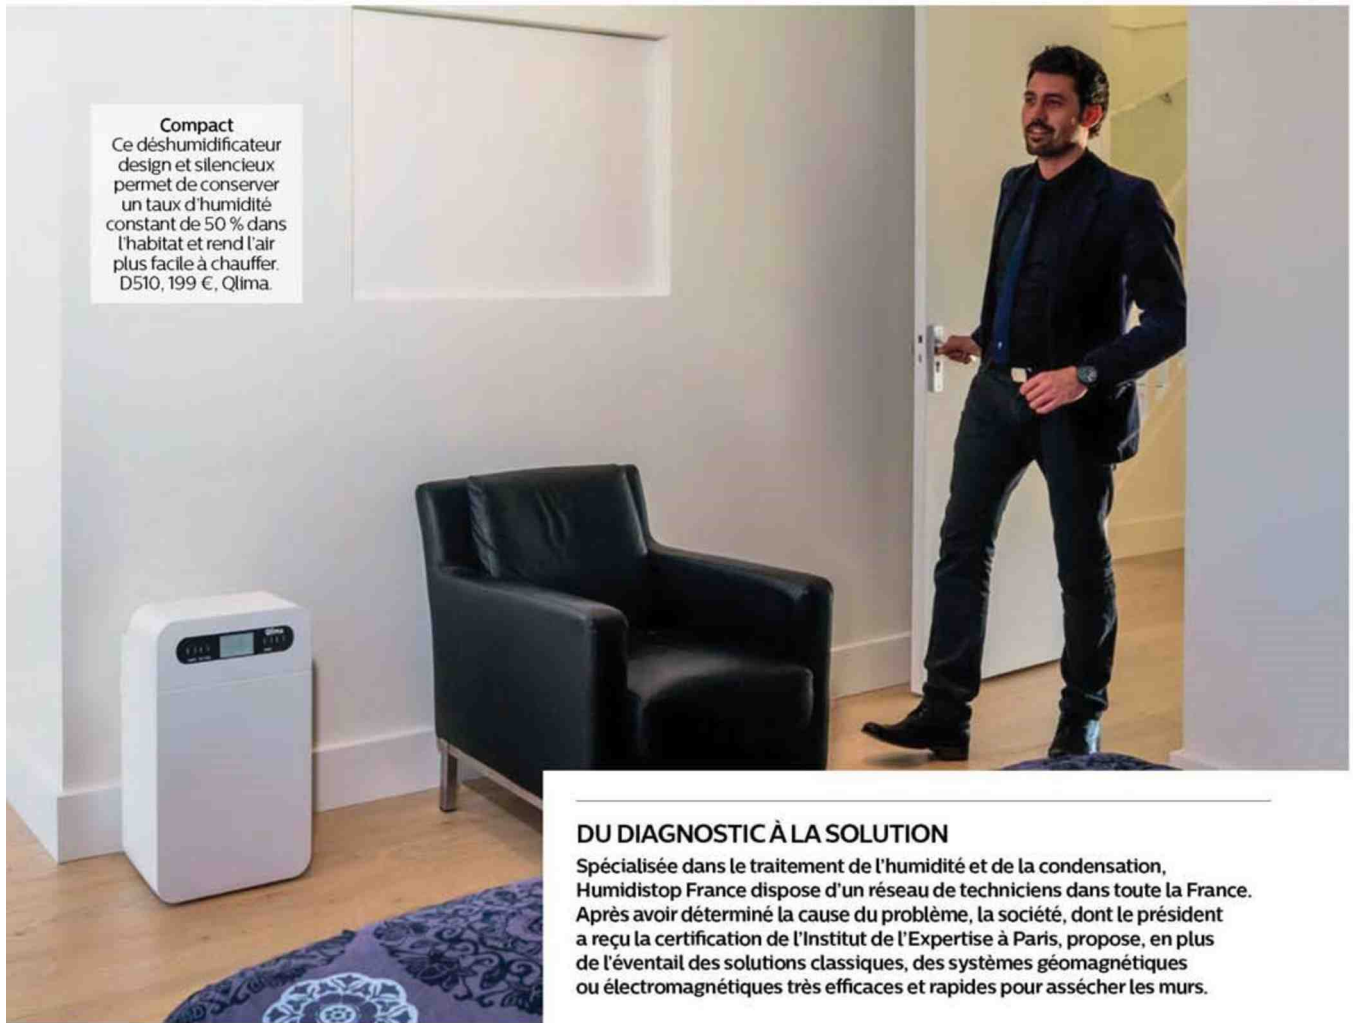 Compact
Ce déshumidificateur
design et silencieux
permet de conserver
un taux d'humidité
constant de 50 % dans
l'habitat et rend l'air
plus facile à chauffer.
D510, 199 €, Qlima.
Qlima
DU DIAGNOSTIC À LA SOLUTION
Spécialisée dans le traitement de l'humidité et de la condensation,
Humidistop France dispose d'un réseau de techniciens dans toute la France.
Après avoir déterminé la cause du problème, la société, dont le président
a reçu la certification de l'Institut de l'Expertise à Paris, propose, en plus
de l'éventail des solutions classiques, des systèmes géomagnétiques
ou électromagnétiques très efficaces et rapides pour assécher les murs.